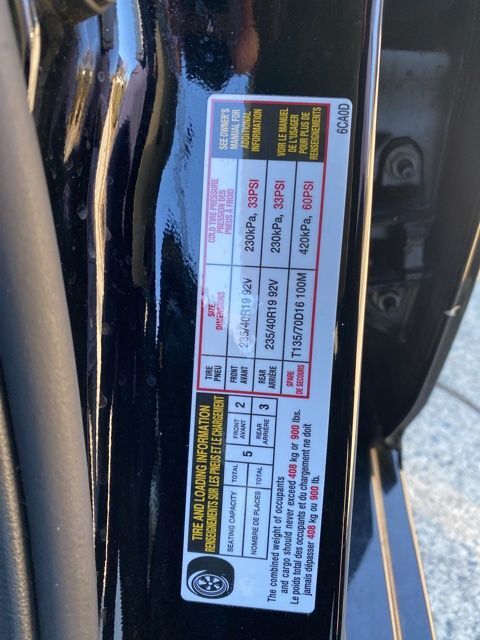 TIRE AND LOADING INFORMATION
RENSEIGNEMENTS SUR LES PNEUS ET LE CHARGEMENT
SEATING CAPACITY TOTAL 5 FRONT AVANT 2
NOMBRE DE PLACES TOTAL REAR ARRIÈRE 3
The combined weight of occupants
and cargo should never exceed 408 kg or 900 lbs.
Le poids total des occupants et du chargement ne doit
jamais dépasser 408 kg ou 900 lb.
TIRE PNEU
SIZE DIMENSIONS
COLD TIRE PRESSURE
PRESSION DES
PNEUS À FROID
FRONT AVANT 235/40R19 92V 230kPa, 33PSI
REAR ARRIÈRE 235/40R19 92V 230kPa, 33PSI
SPARE DE SECOURS T135/70D16 100M 420kPa, 60PSI
SEE OWNER'S
MANUAL FOR
ADDITIONAL
INFORMATION
VOIR LE MANUEL
DE L'USAGER
POUR PLUS DE
RENSEIGNEMENTS
6CA0D